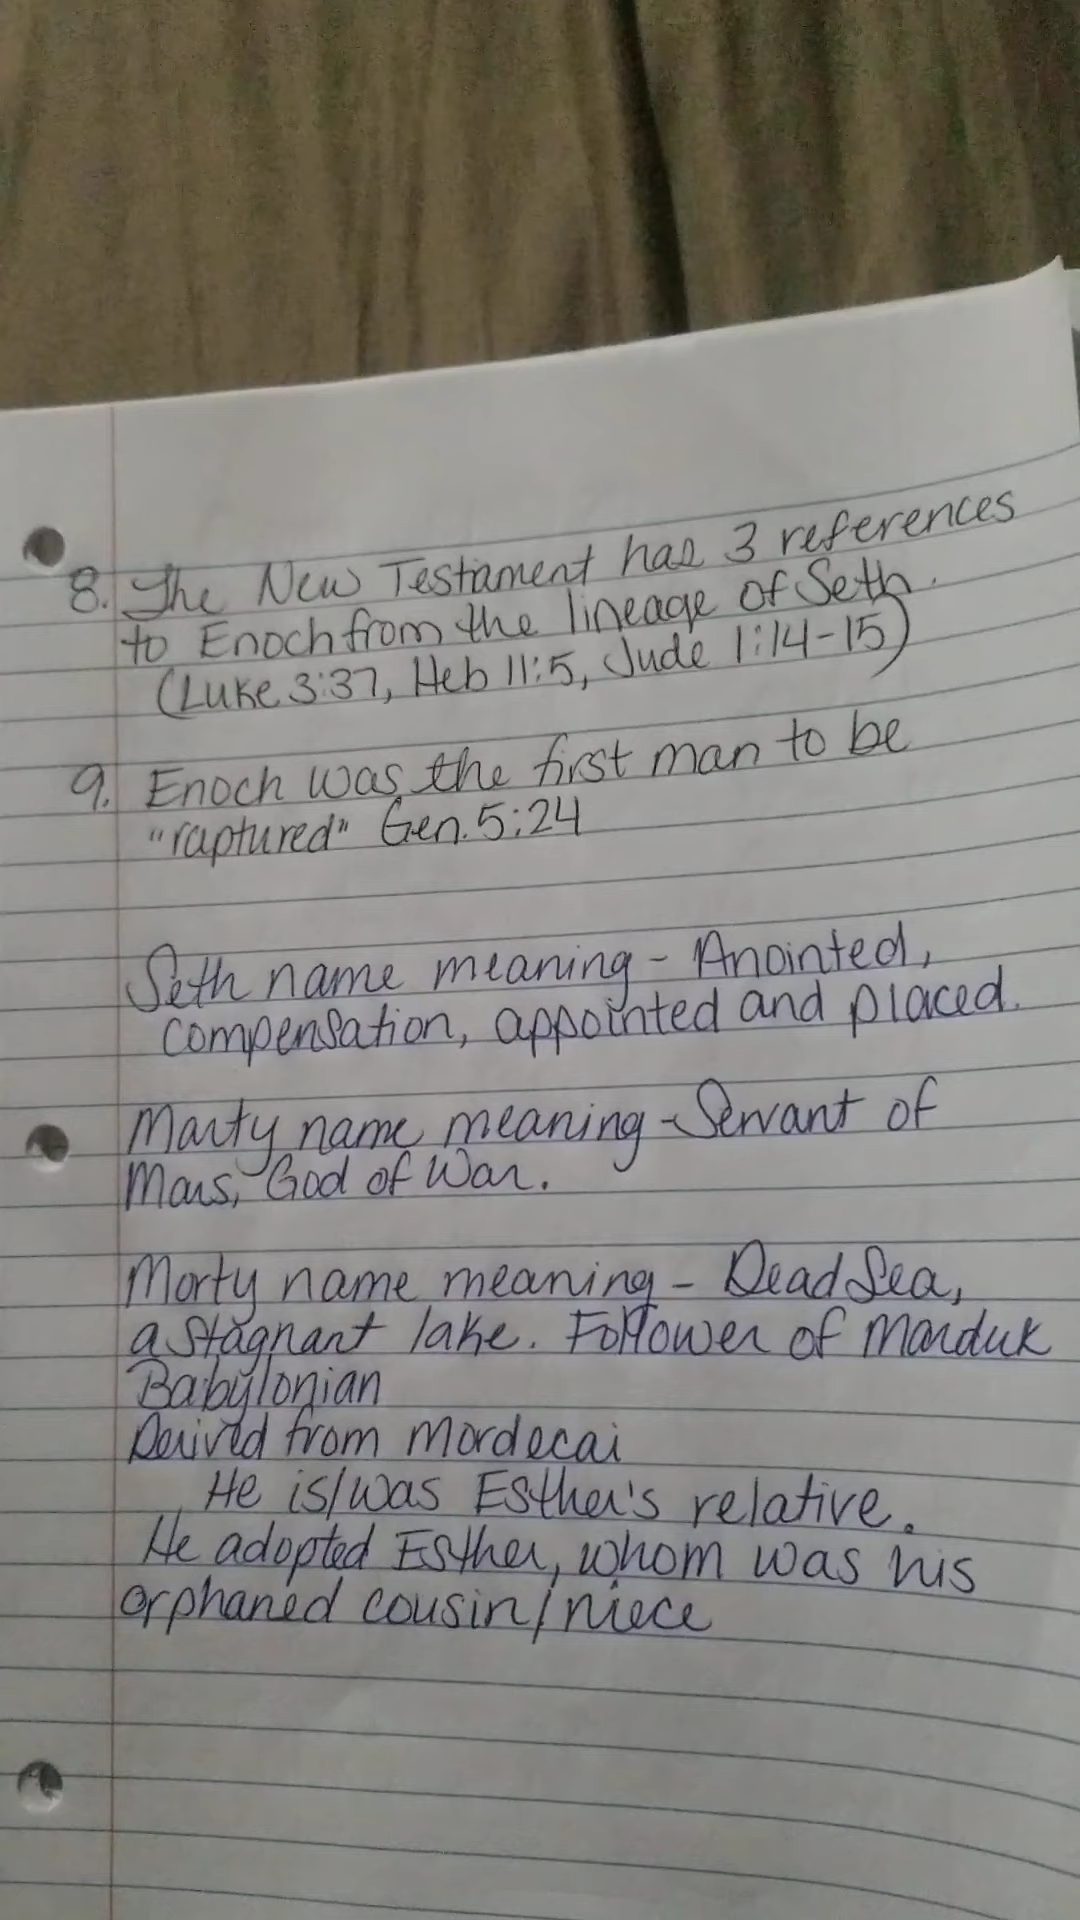 8. The New Testament has 3 references
to Enoch from the lineage of Seth.
(Luke 3:37, Heb 11:5, Jude 1:14-15)
9. Enoch was the first man to be
"raptured" Gen. 5:24
Seth name meaning - Anointed,
compensation, appointed and placed.
Marty name meaning - Servant of
Mars, God of War.
Morty name meaning - Dead Sea,
a stagnant lake. Follower of Marduk
Babylonian
Derived from Mordecai
He is/was Esther's relative.
He adopted Esther, whom was his
orphaned cousin/niece